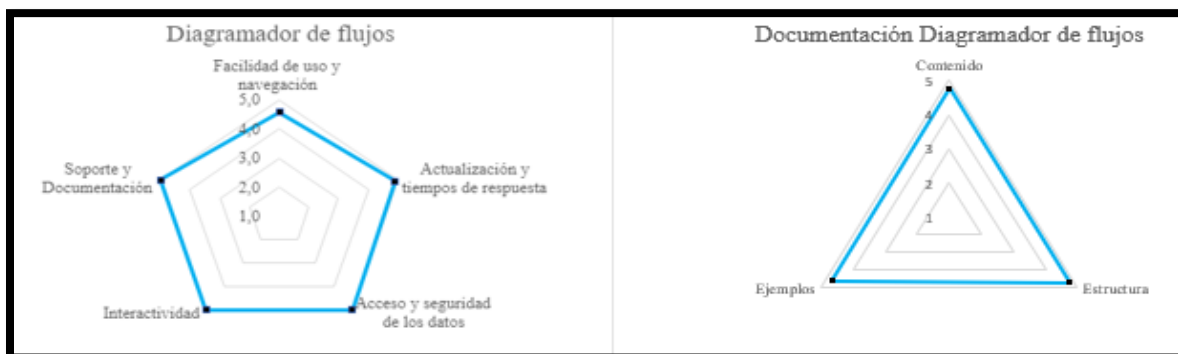 Diagramador de flujos
Facilidad de uso y
navegación
5,0
4,0
3,0
2,0
1,0
Soporte y
Documentación
Actualización y
tiempos de respuesta
Interactividad
Acceso y seguridad
de los datos
Documentación Diagramador de flujos
Contenido
5
4
3
2
1
Ejemplos
Estructura